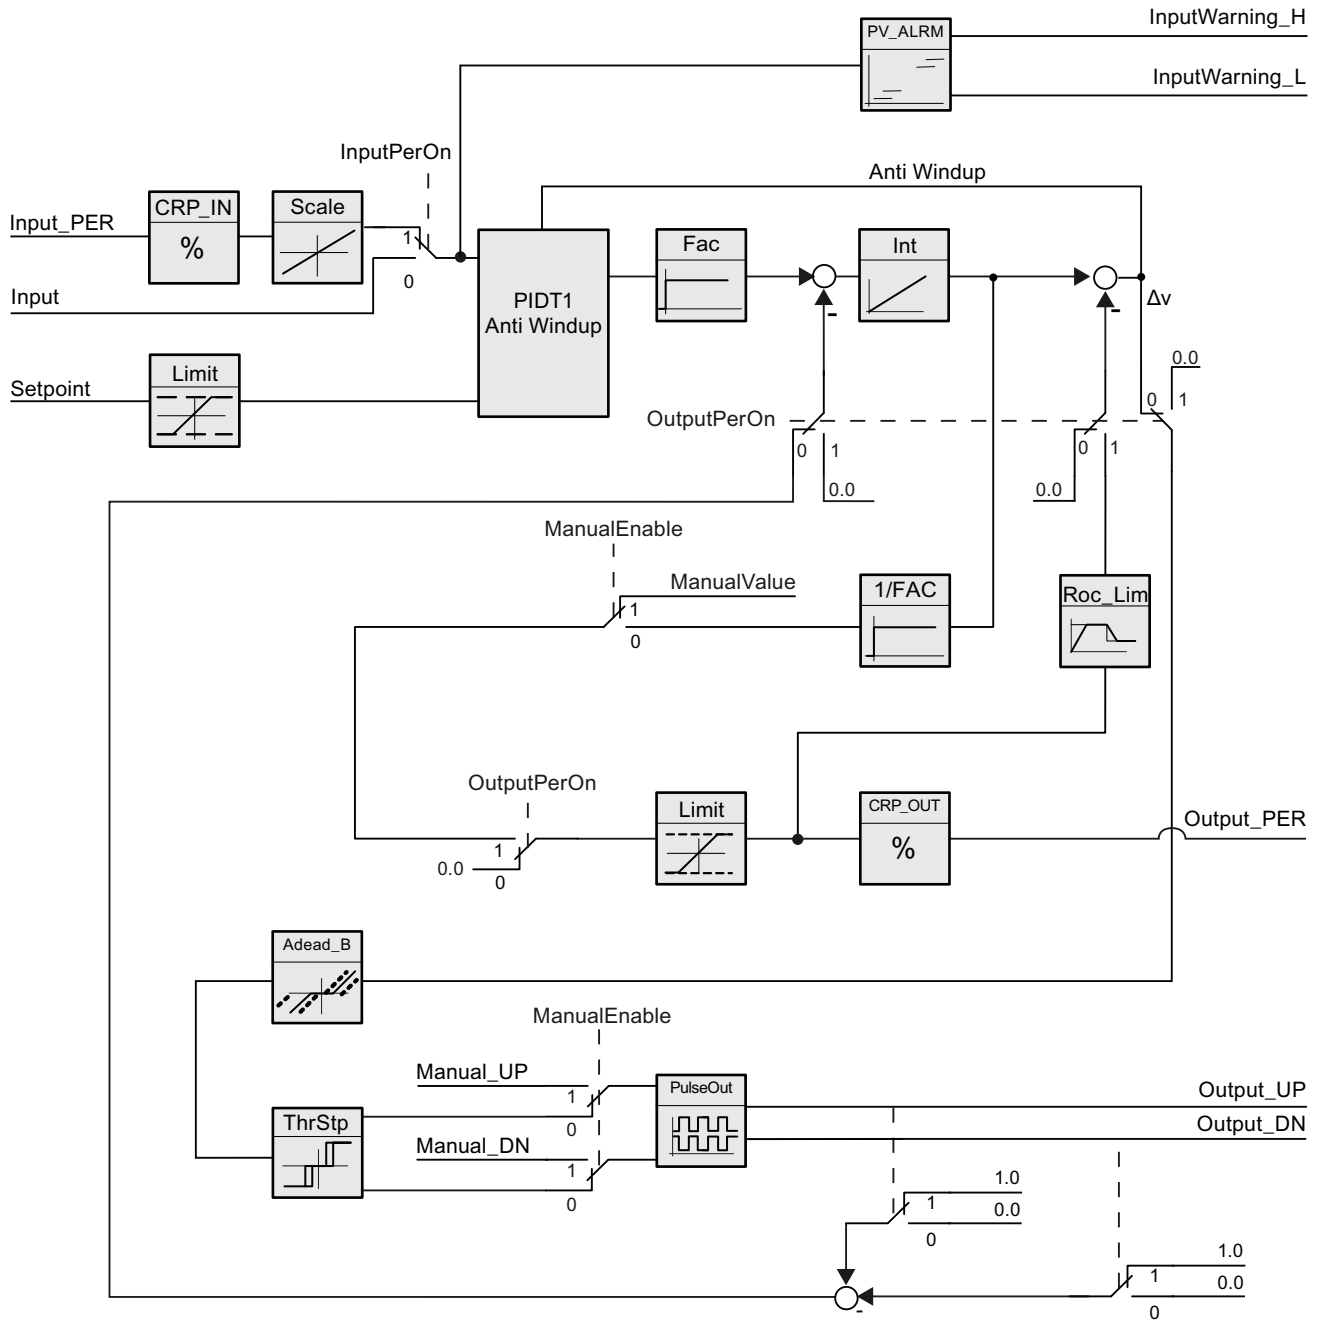 InputWarning_H
PV_ALRM
InputWarning_L
InputPerOn
Anti Windup
CRP_IN
%
Scale
Input_PER
1
0
Input
PIDT1
Anti Windup
Fac
Int
-
-
Δv
Setpoint
Limit
0.0
0
1
OutputPerOn
0
1
0.0
0
1
0.0
ManualEnable
ManualValue
1
0
1/FAC
Roc_Lim
OutputPerOn
1
0.0
0
Limit
CRP_OUT
%
Output_PER
Adead_B
ManualEnable
Manual_UP
1
0
Manual_DN
1
0
ThrStp
PulseOut
Output_UP
Output_DN
1.0
1
0.0
0
1.0
1
0.0
0
-